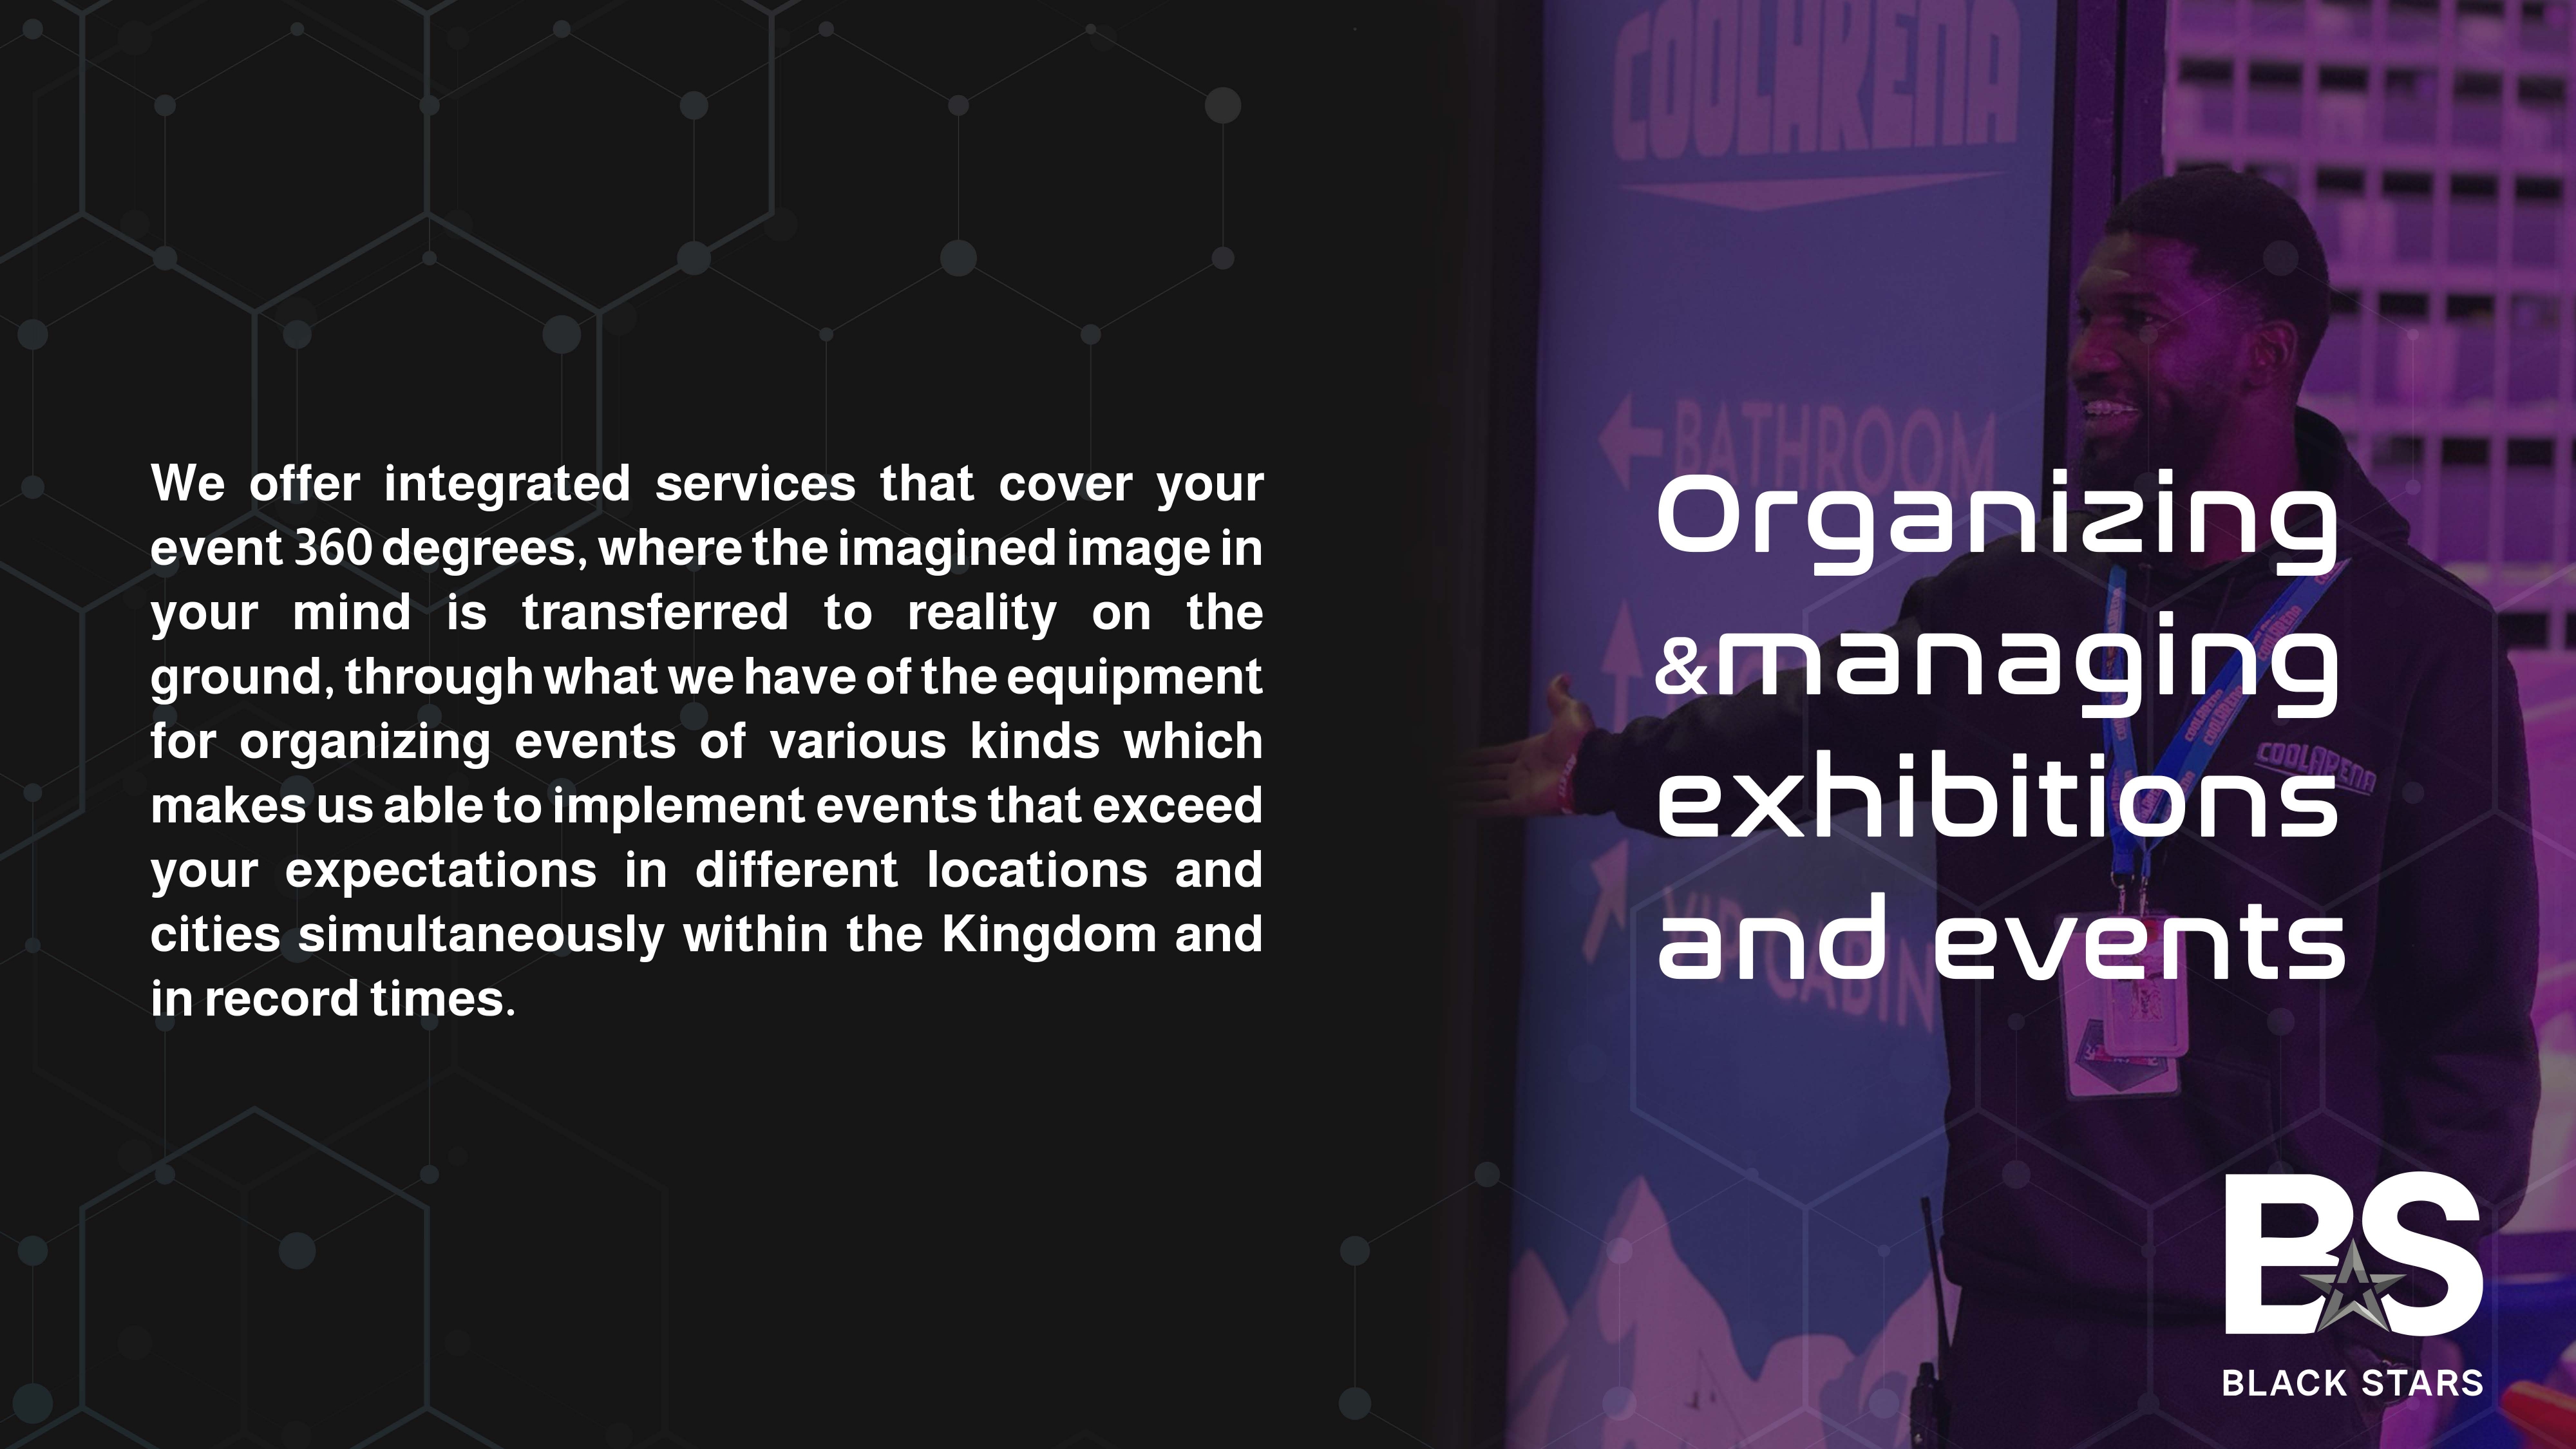 We offer integrated services that cover your
event 360 degrees, where the imagined image in
your mind is transferred to reality on the
ground, through what we have of the equipment
for organizing events of various kinds which
makes us able to implement events that exceed
your expectations in different locations and
cities simultaneously within the Kingdom and
in record times.
Organizing
&managing
exhibitions
and events
COOLARENA
BATHROOM
VIP CABIN
COOLARENA
BS
BLACK STARS